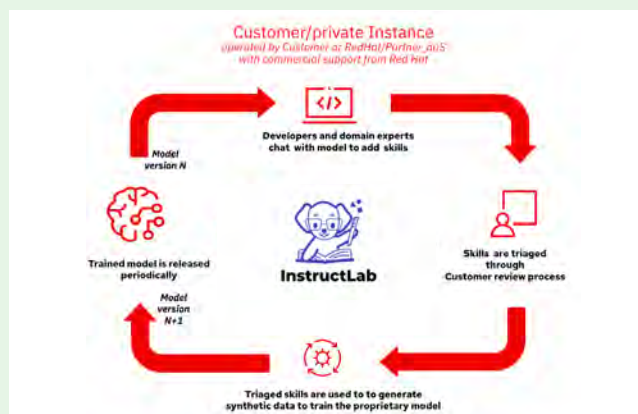 Customer/private Instance
operated by Customer or RedHat/Partner_aaS
with commercial support from Red Hat
</>
Developers and domain experts
chat with model to add skills
Model
version N
Trained model is released
periodically
InstructLab
Skills are triaged
through
Customer review process
Model
version
N+1
Triaged skills are used to to generate
synthetic data to train the proprietary model